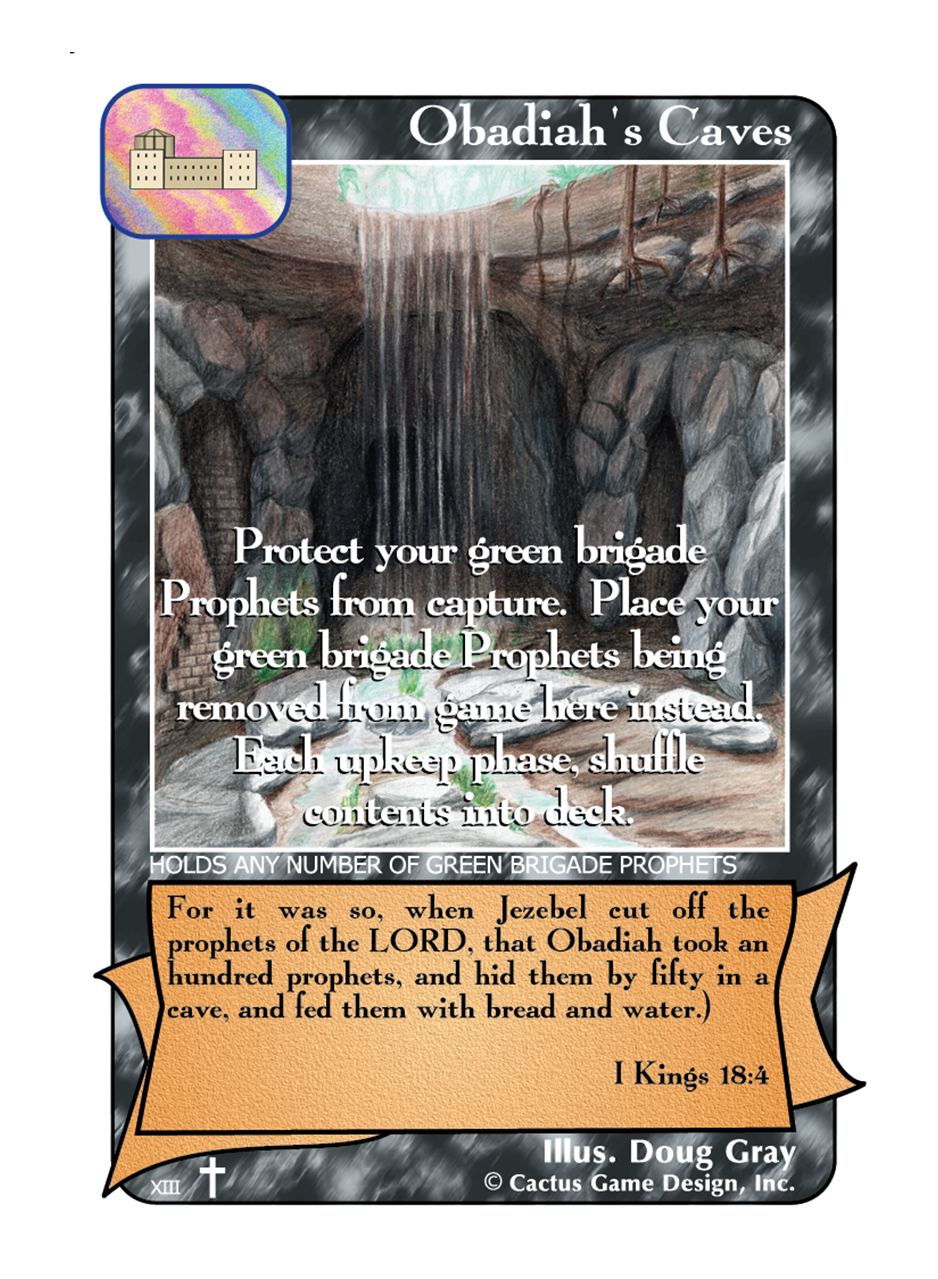 -
Obadiah's Caves
Protect your green brigade
Prophets from capture.  Place your
green brigade Prophets being
removed from game here instead.
Each upkeep phase, shuffle
contents into deck.
HOLDS ANY NUMBER OF GREEN BRIGADE PROPHETS
For it was so, when Jezebel cut off the
prophets of the LORD, that Obadiah took an
hundred prophets, and hid them by fifty in a
cave, and fed them with bread and water.)
I Kings 18:4
Illus. Doug Gray
XIII
© Cactus Game Design, Inc.